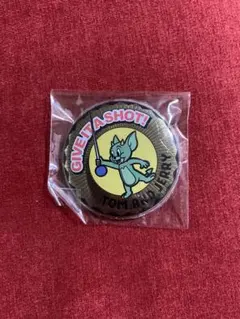 GIVE IT A SHOT!
TOM AND JERRY